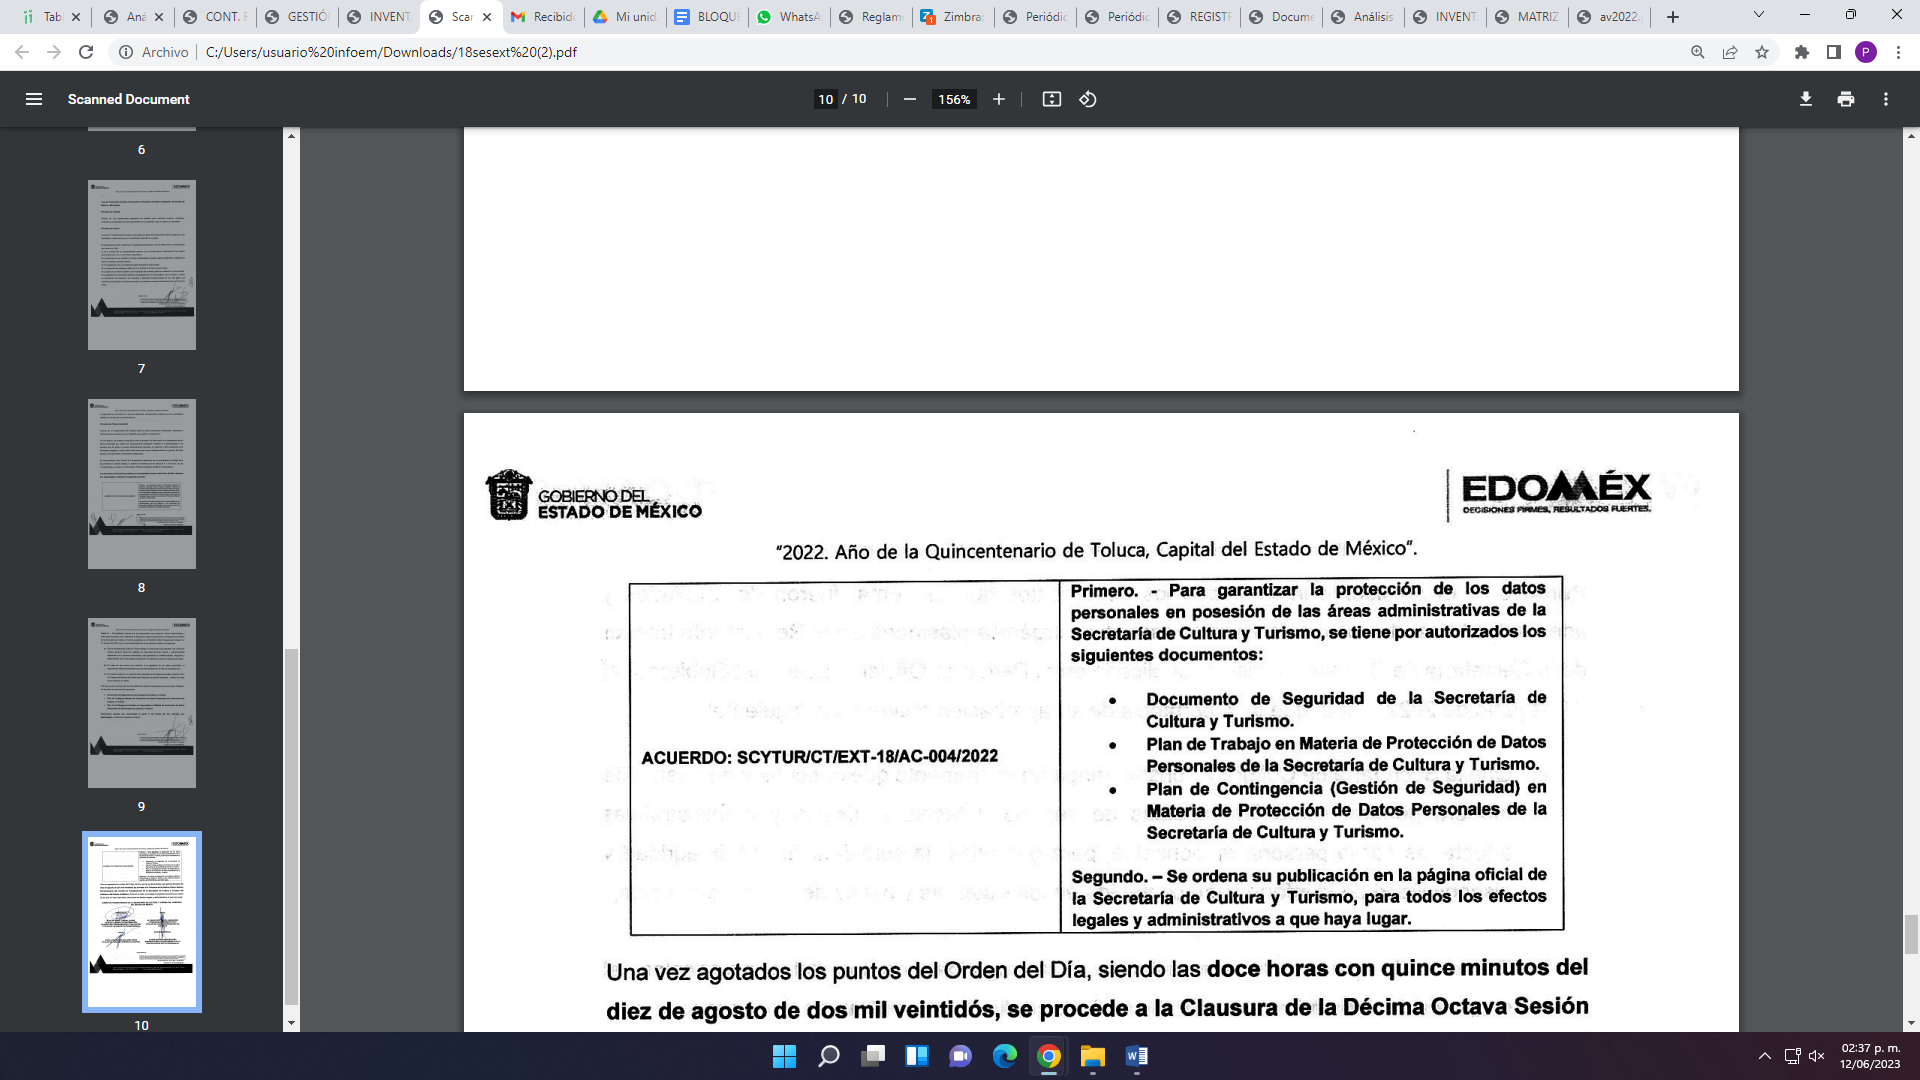 Tab
Aná
CONT. F
GESTIÓN
INVENT
Scar
Recibido
Mi unid
BLOQUE
WhatsA
Reglam
Zimbra:
Periódic
Periódic
REGISTR
Docume
Análisis
INVENT
MATRIZ
av2022.
Archivo
C:/Users/usuario%20infoem/Downloads/18sesext%20(2).pdf
P
Scanned Document
10 / 10
156%
6
7
8
9
10
GOBIERNO DEL
ESTADO DE MÉXICO
EDOMÉX
DECISIONES FIRMES, RESULTADOS FUERTES.
"2022. Año de la Quincentenario de Toluca, Capital del Estado de México".
ACUERDO: SCYTUR/CT/EXT-18/AC-004/2022
Primero. - Para garantizar la protección de los datos
personales en posesión de las áreas administrativas de la
Secretaría de Cultura y Turismo, se tiene por autorizados los
siguientes documentos:
• Documento de Seguridad de la Secretaría de
Cultura y Turismo.
• Plan de Trabajo en Materia de Protección de Datos
Personales de la Secretaría de Cultura y Turismo.
• Plan de Contingencia (Gestión de Seguridad) en
Materia de Protección de Datos Personales de la
Secretaría de Cultura y Turismo.
Segundo. – Se ordena su publicación en la página oficial de
la Secretaría de Cultura y Turismo, para todos los efectos
legales y administrativos a que haya lugar.
Una vez agotados los puntos del Orden del Día, siendo las doce horas con quince minutos del
diez de agosto de dos mil veintidós, se procede a la Clausura de la Décima Octava Sesión
02:37 p. m.
12/06/2023